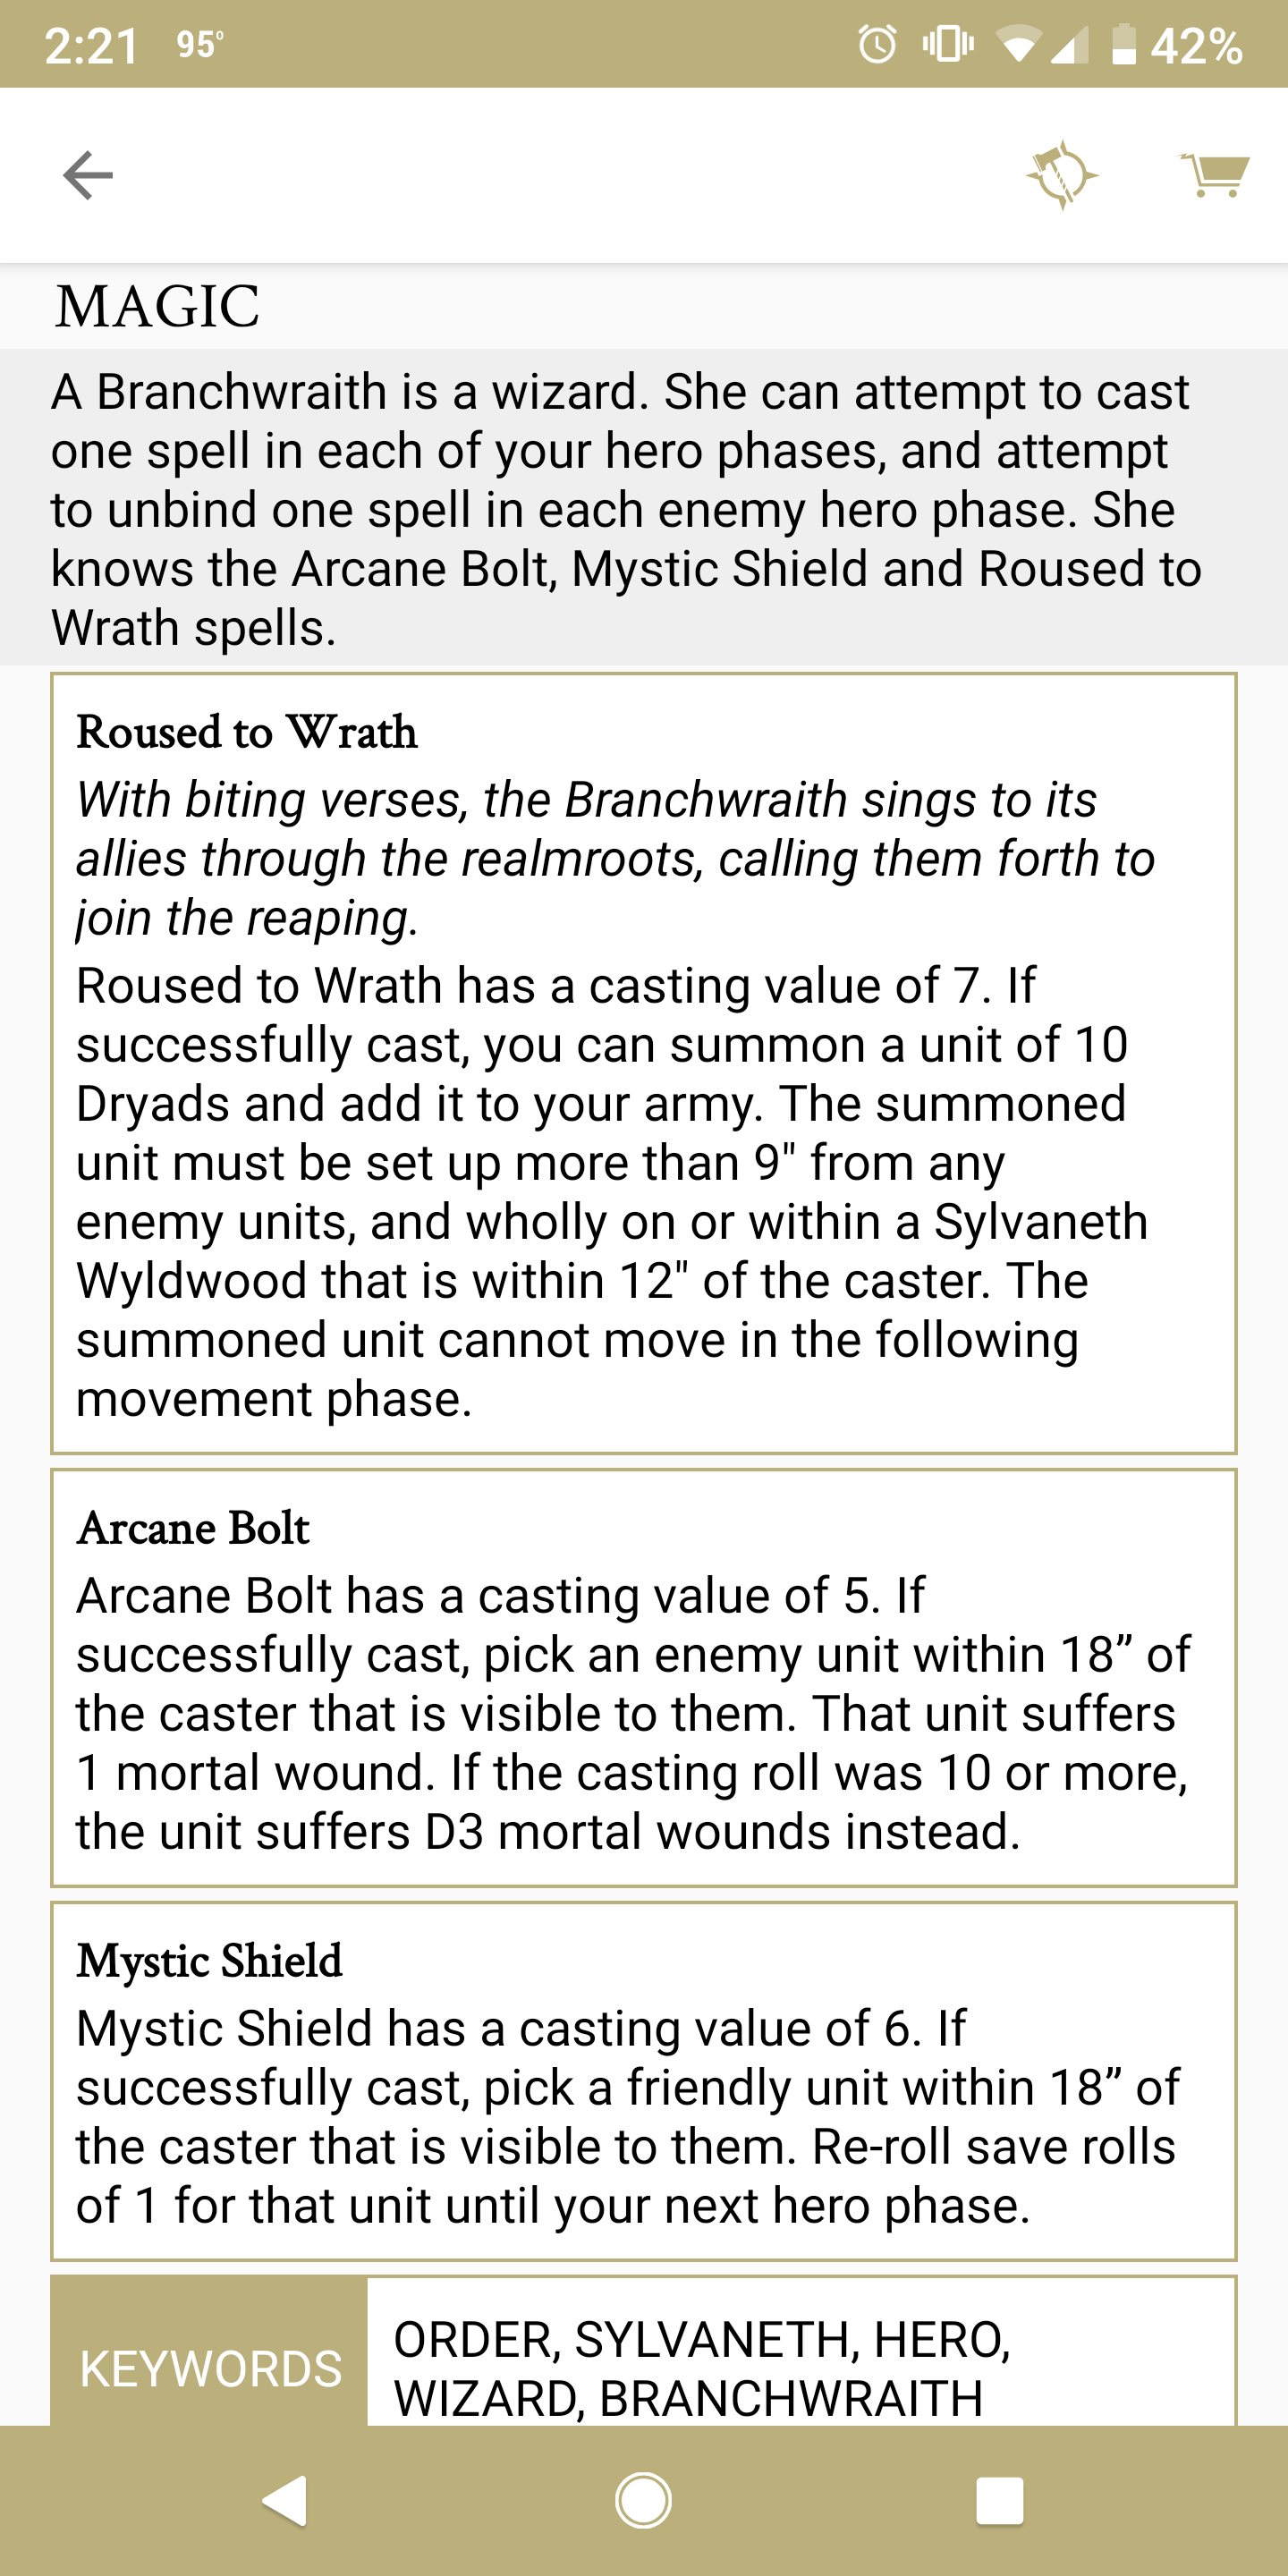 2:21 95° 42%
MAGIC
A Branchwraith is a wizard. She can attempt to cast
one spell in each of your hero phases, and attempt
to unbind one spell in each enemy hero phase. She
knows the Arcane Bolt, Mystic Shield and Roused to
Wrath spells.
Roused to Wrath
With biting verses, the Branchwraith sings to its
allies through the realmroots, calling them forth to
join the reaping.
Roused to Wrath has a casting value of 7. If
successfully cast, you can summon a unit of 10
Dryads and add it to your army. The summoned
unit must be set up more than 9" from any
enemy units, and wholly on or within a Sylvaneth
Wyldwood that is within 12" of the caster. The
summoned unit cannot move in the following
movement phase.
Arcane Bolt
Arcane Bolt has a casting value of 5. If
successfully cast, pick an enemy unit within 18” of
the caster that is visible to them. That unit suffers
1 mortal wound. If the casting roll was 10 or more,
the unit suffers D3 mortal wounds instead.
Mystic Shield
Mystic Shield has a casting value of 6. If
successfully cast, pick a friendly unit within 18” of
the caster that is visible to them. Re-roll save rolls
of 1 for that unit until your next hero phase.
KEYWORDS
ORDER, SYLVANETH, HERO,
WIZARD, BRANCHWRAITH